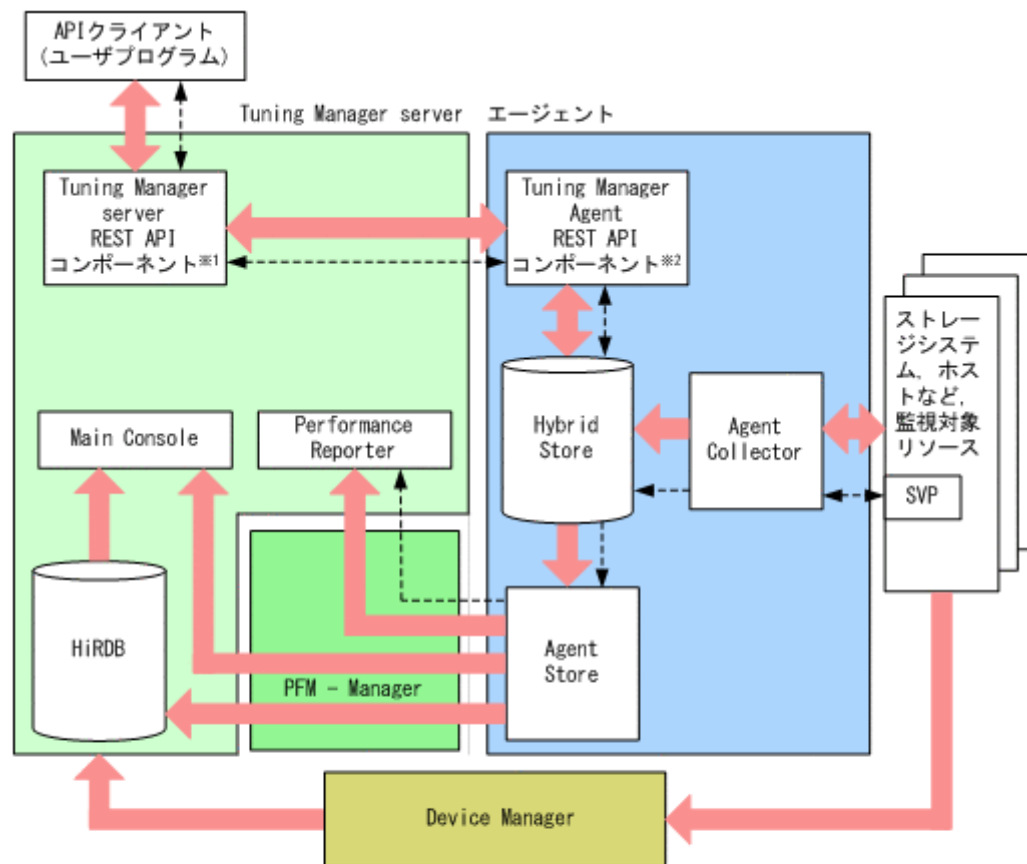 APIクライアント
(ユーザプログラム)
Tuning Manager server
エージェント
Tuning Manager
server
REST API
コンポーネント※1
Tuning Manager
Agent
REST API
コンポーネント※2
ストレー
ジシステ
ム，ホス
トなど，
監視対象
リソース
SVP
Main Console
Performance
Reporter
Hybrid
Store
Agent
Collector
HiRDB
PFM - Manager
Agent
Store
Device Manager